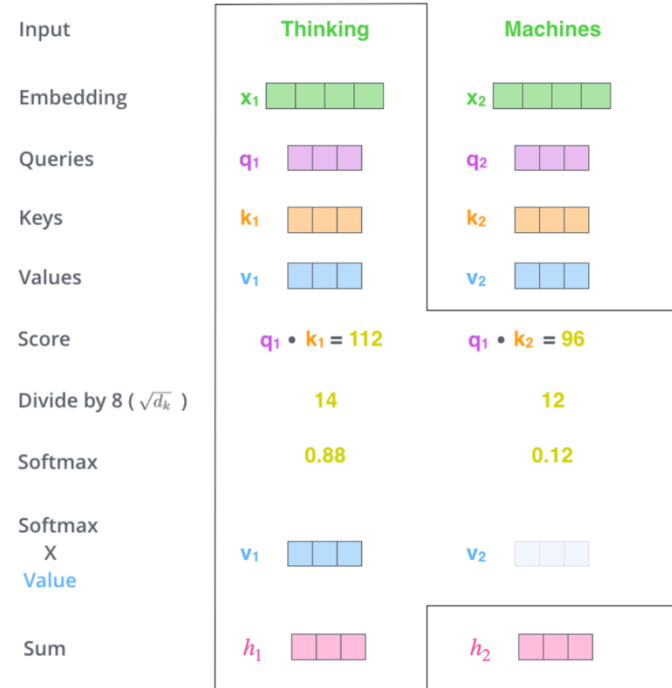 Input Thinking Machines
Embedding x₁ x₂
Queries q₁ q₂
Keys k₁ k₂
Values v₁ v₂
Score q₁ • k₁ = 112 q₁ • k₂ = 96
Divide by 8 ( √dₖ ) 14 12
Softmax 0.88 0.12
Softmax
X v₁ v₂
Value
Sum h₁ h₂